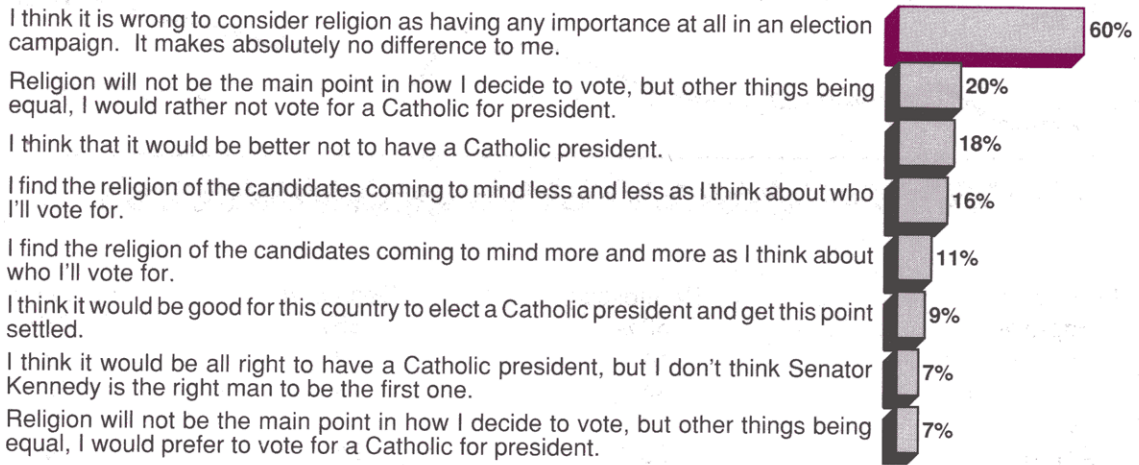 I think it is wrong to consider religion as having any importance at all in an election
campaign. It makes absolutely no difference to me.
60%
Religion will not be the main point in how I decide to vote, but other things being
equal, I would rather not vote for a Catholic for president.
20%
I think that it would be better not to have a Catholic president.
18%
I find the religion of the candidates coming to mind less and less as I think about who
I'll vote for.
16%
I find the religion of the candidates coming to mind more and more as I think about
who I'll vote for.
11%
I think it would be good for this country to elect a Catholic president and get this point
settled.
9%
I think it would be all right to have a Catholic president, but I don't think Senator
Kennedy is the right man to be the first one.
7%
Religion will not be the main point in how I decide to vote, but other things being
equal, I would prefer to vote for a Catholic for president.
7%